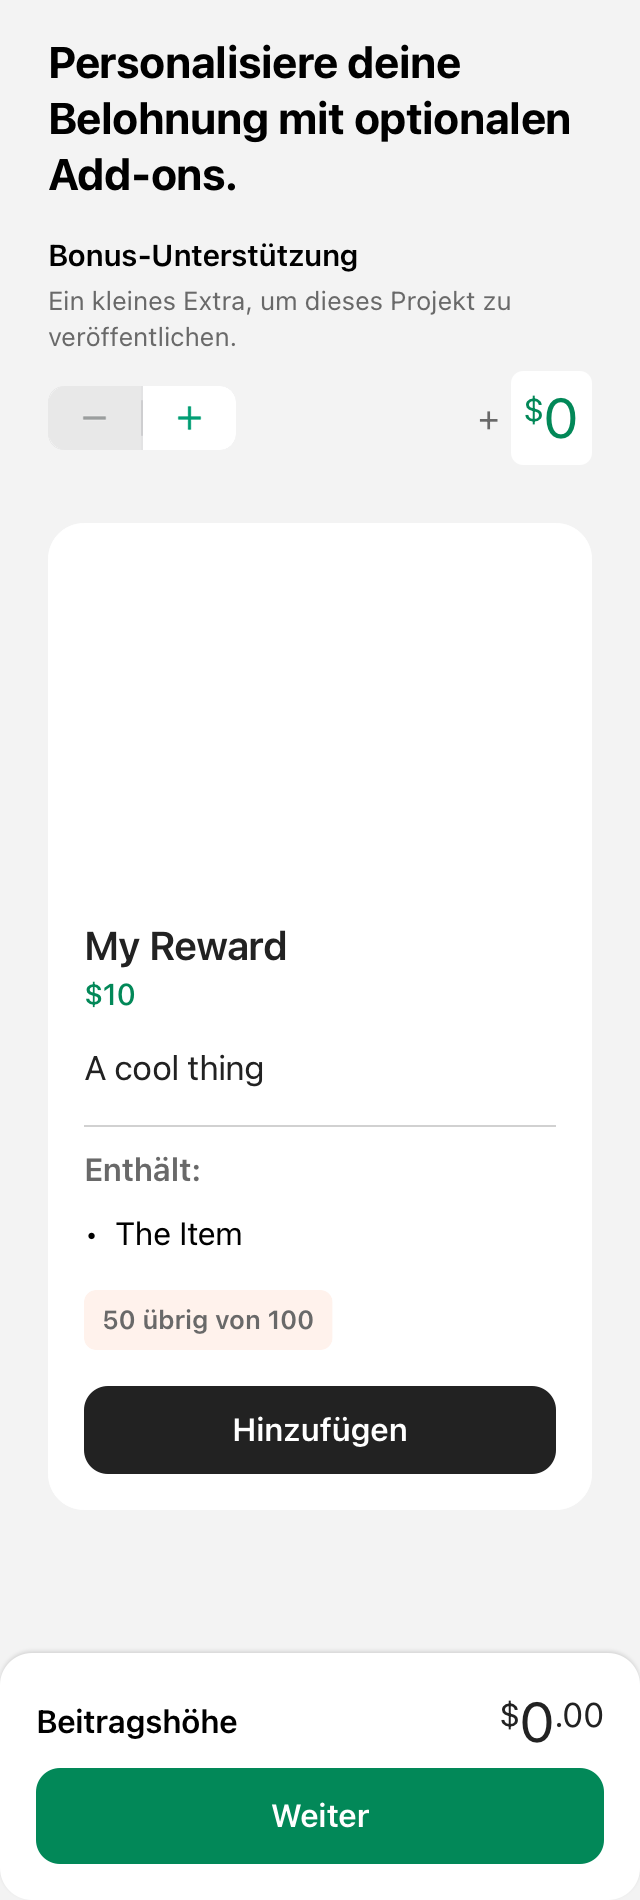 Personalisiere deine
Belohnung mit optionalen
Add-ons.
Bonus-Unterstützung
Ein kleines Extra, um dieses Projekt zu
veröffentlichen.
− +
+ $0
My Reward
$10
A cool thing
Enthält:
• The Item
50 übrig von 100
Hinzufügen
Beitragshöhe $0.00
Weiter